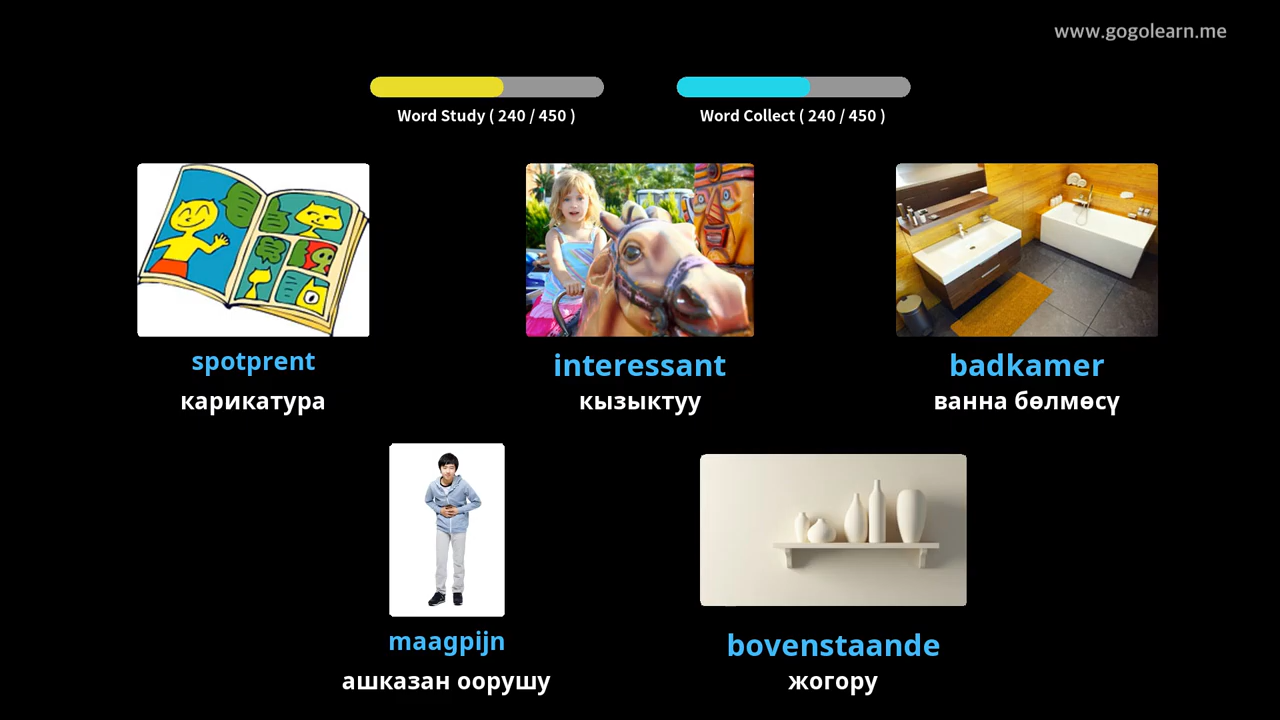 www.gogolearn.me
Word Study ( 240 / 450 )
Word Collect ( 240 / 450 )
spotprent
карикатура
interessant
кызыктуу
badkamer
ванна бөлмөсү
maagpijn
ашказан оорушу
bovenstaande
жогору